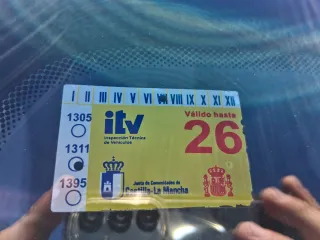 I II III IV V VI VIII IX X XI XII
1305
itv
Válido hasta
Inspección Técnica
de Vehículos
26
1311
1395
Junta de Comunidades de
Castilla-La Mancha